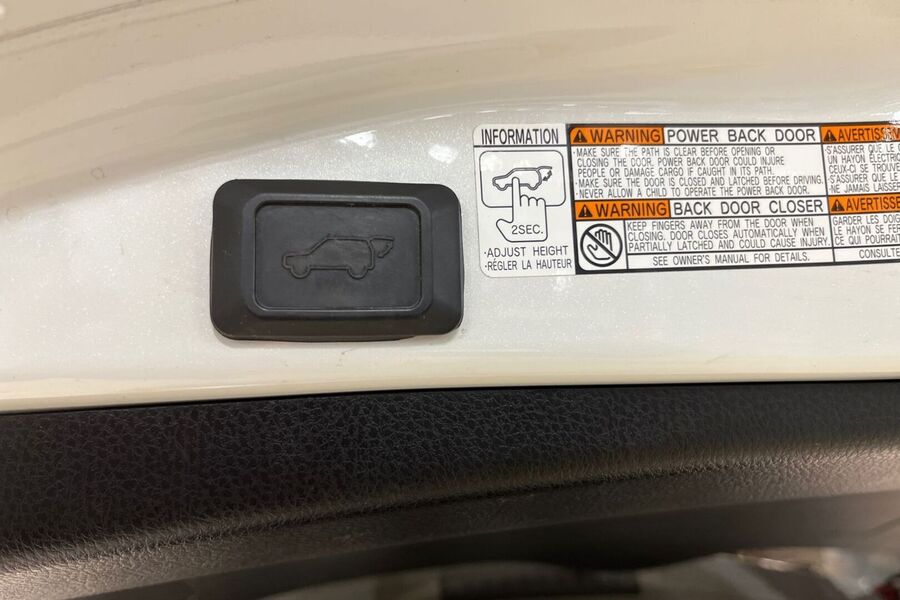 INFORMATION
2SEC.
·ADJUST HEIGHT
·RÉGLER LA HAUTEUR
WARNING POWER BACK DOOR
·MAKE SURE THE PATH IS CLEAR BEFORE OPENING OR
CLOSING THE DOOR. POWER BACK DOOR COULD INJURE
PEOPLE OR DAMAGE CARGO IF CAUGHT IN ITS PATH.
·MAKE SURE THE DOOR IS CLOSED AND LATCHED BEFORE DRIVING.
·NEVER ALLOW A CHILD TO OPERATE THE POWER BACK DOOR.
WARNING BACK DOOR CLOSER
KEEP FINGERS AWAY FROM THE DOOR WHEN
CLOSING. DOOR CLOSES AUTOMATICALLY WHEN
PARTIALLY LATCHED AND COULD CAUSE INJURY.
SEE OWNER'S MANUAL FOR DETAILS.
·S'ASSURER QUE LE
UN HAYON ÉLECTRI
CEUX-CI SE TROUVE
·S'ASSURER QUE LE
·NE JAMAIS LAISSER
GARDER LES DOIG
LE HAYON SE FER
CE QUI POURRAIT